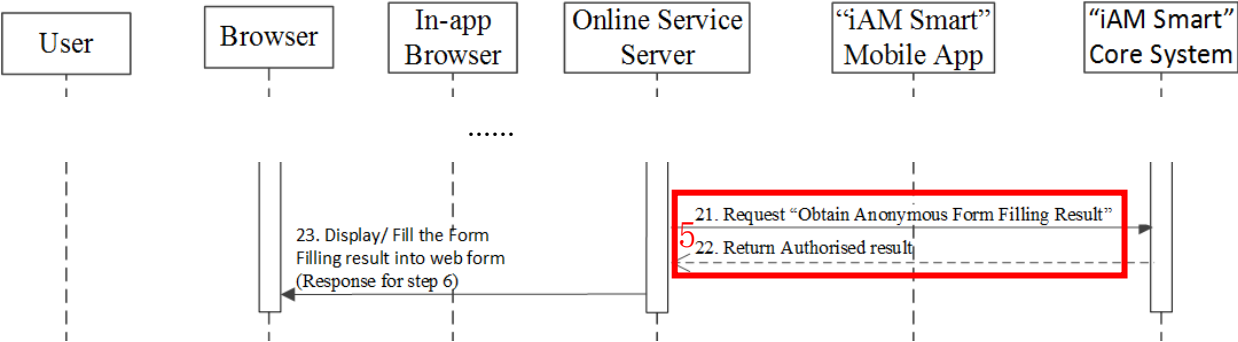 User
Browser
In-app
Browser
Online Service
Server
“iAM Smart”
Mobile App
“iAM Smart”
Core System
......
21. Request “Obtain Anonymous Form Filling Result”
5
22. Return Authorised result
23. Display/ Fill the Form
Filling result into web form
(Response for step 6)